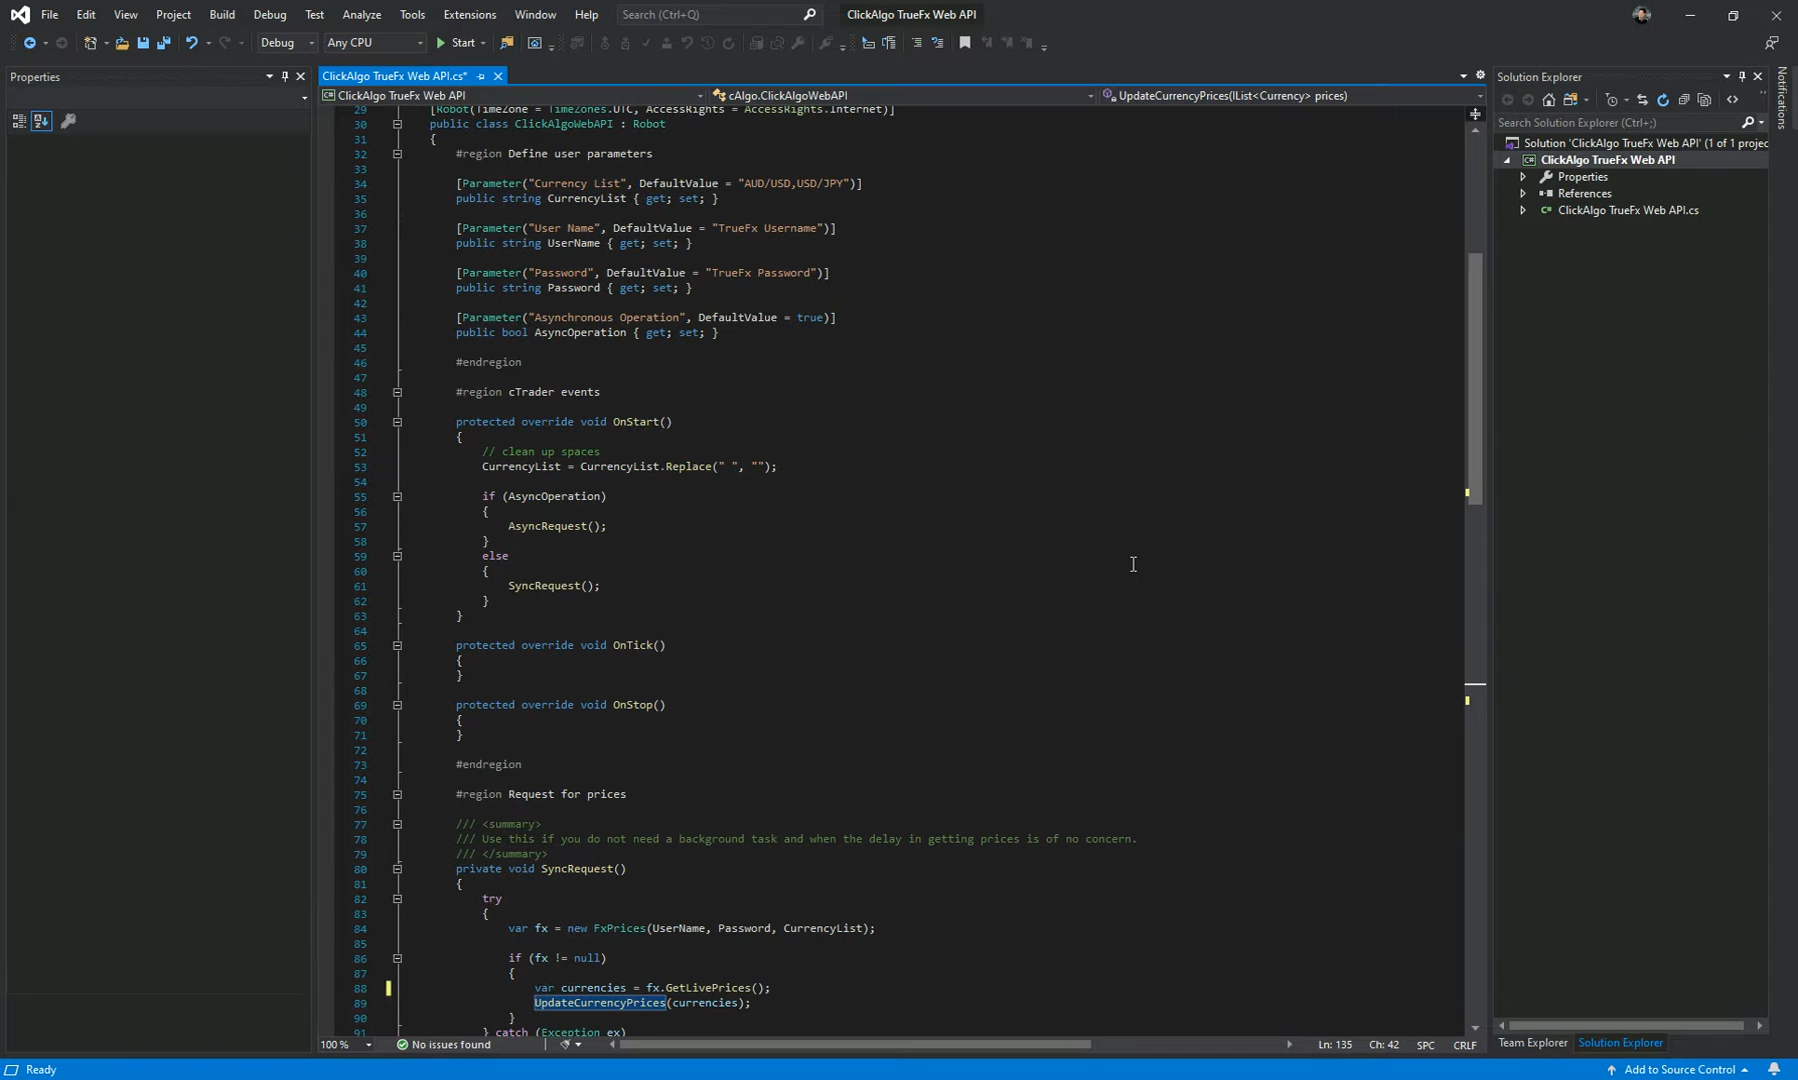 File Edit View Git Project Build Debug Test Analyze Tools Extensions Window Help Search (Ctrl+Q) ClickAlgo TrueFx Web API
Debug Any CPU Start
Properties
ClickAlgo TrueFx Web API.cs*
ClickAlgo TrueFx Web API cAlgo.ClickAlgoWebAPI UpdateCurrencyPrices(IList<Currency> prices)
29 [Robot(TimeZone = TimeZones.UTC, AccessRights = AccessRights.Internet)]
30 public class ClickAlgoWebAPI : Robot
31 {
32 #region Define user parameters
33
34 [Parameter("Currency List", DefaultValue = "AUD/USD,USD/JPY")]
35 public string CurrencyList { get; set; }
36
37 [Parameter("User Name", DefaultValue = "TrueFx Username")]
38 public string UserName { get; set; }
39
40 [Parameter("Password", DefaultValue = "TrueFx Password")]
41 public string Password { get; set; }
42
43 [Parameter("Asynchronous Operation", DefaultValue = true)]
44 public bool AsyncOperation { get; set; }
45
46 #endregion
47
48 #region cTrader events
49
50 protected override void OnStart()
51 {
52 // clean up spaces
53 CurrencyList = CurrencyList.Replace(" ", "");
54
55 if (AsyncOperation)
56 {
57 AsyncRequest();
58 }
59 else
60 {
61 SyncRequest();
62 }
63 }
64
65 protected override void OnTick()
66 {
67 }
68
69 protected override void OnStop()
70 {
71 }
72
73 #endregion
74
75 #region Request for prices
76
77 /// <summary>
78 /// Use this if you do not need a background task and when the delay in getting prices is of no concern.
79 /// </summary>
80 private void SyncRequest()
81 {
82 try
83 {
84 var fx = new FxPrices(UserName, Password, CurrencyList);
85
86 if (fx != null)
87 {
88 var currencies = fx.GetLivePrices();
89 UpdateCurrencyPrices(currencies);
90 }
91 } catch (Exception ex)
100 % No issues found Ln: 135 Ch: 42 SPC CRLF
Solution Explorer
Search Solution Explorer (Ctrl+;)
Solution 'ClickAlgo TrueFx Web API' (1 of 1 projec
ClickAlgo TrueFx Web API
Properties
References
ClickAlgo TrueFx Web API.cs
Team Explorer Solution Explorer
Notifications
Ready Add to Source Control